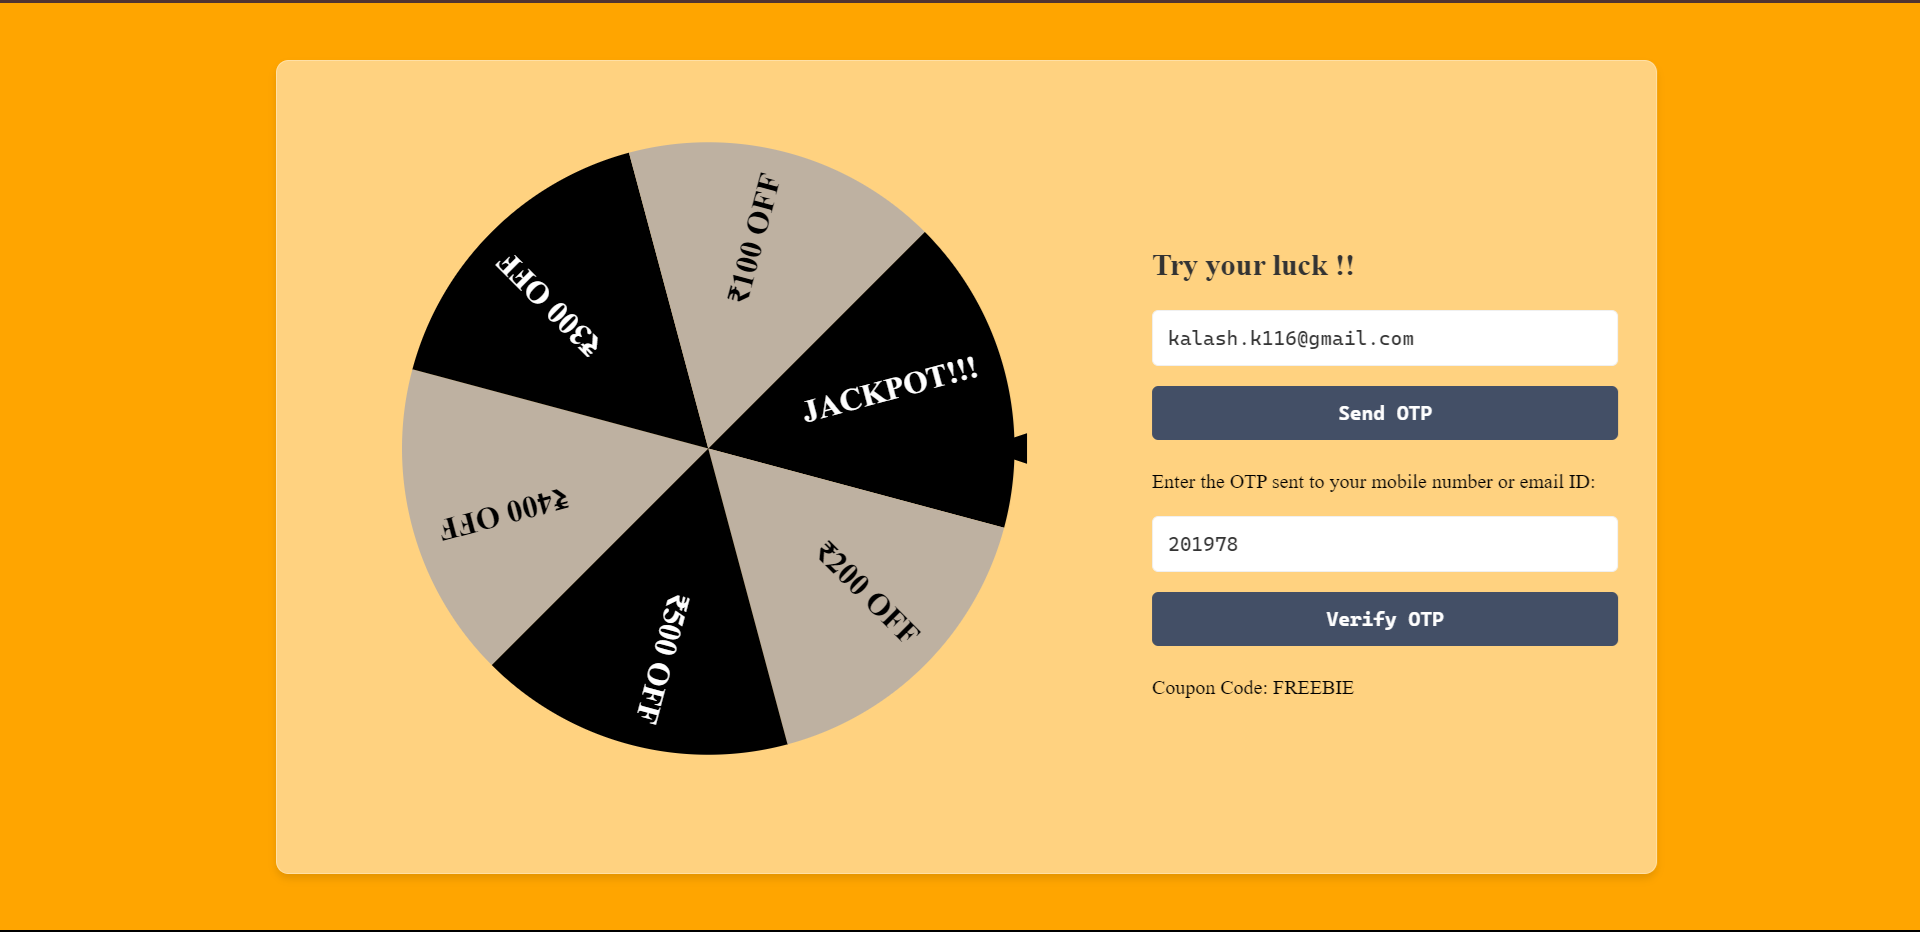 ₹100 OFF
₹300 OFF
JACKPOT!!!
₹400 OFF
₹200 OFF
₹500 OFF
Try your luck !!
kalash.k116@gmail.com
Send OTP
Enter the OTP sent to your mobile number or email ID:
201978
Verify OTP
Coupon Code: FREEBIE